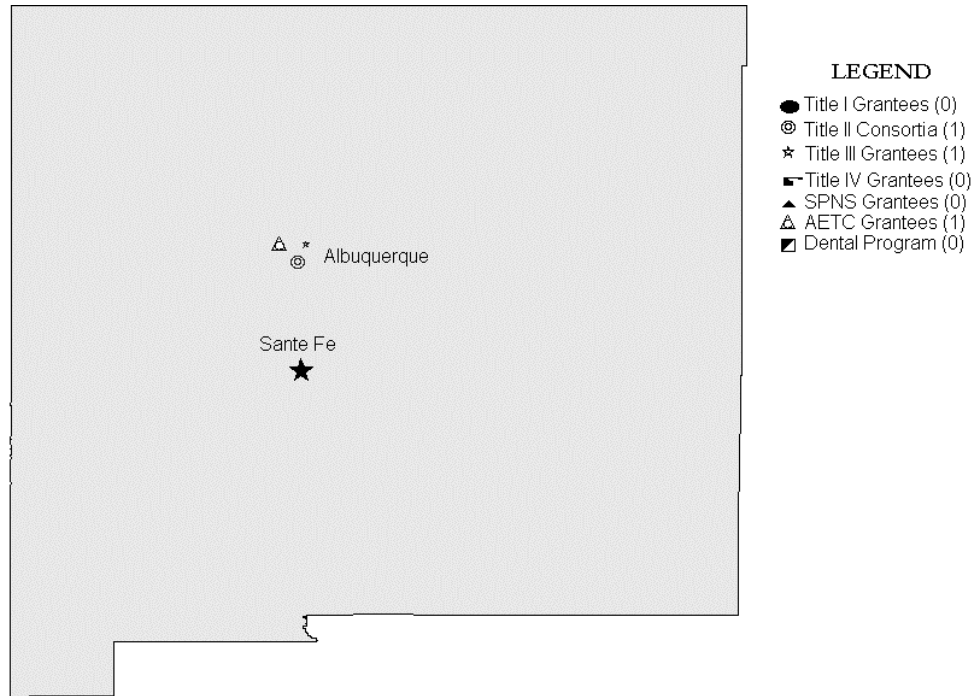 LEGEND
Title I Grantees (0)
Title II Consortia (1)
Title III Grantees (1)
Title IV Grantees (0)
SPNS Grantees (0)
AETC Grantees (1)
Dental Program (0)
Albuquerque
Sante Fe